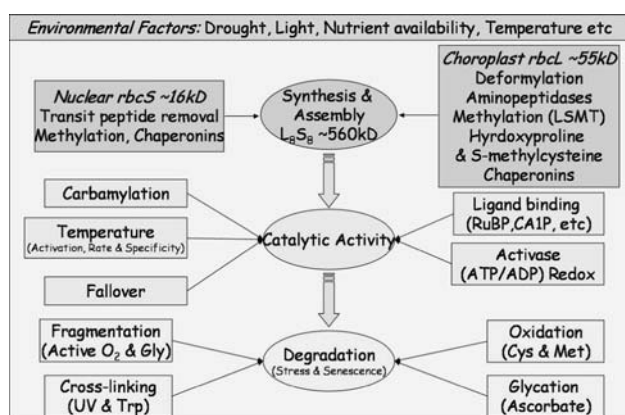 Environmental Factors: Drought, Light, Nutrient availability, Temperature etc
Nuclear rbcS ~16kD
Transit peptide removal
Methylation, Chaperonins
Synthesis &
Assembly
L8S8 ~560kD
Choroplast rbcL ~55kD
Deformylation
Aminopeptidases
Methylation (LSMT)
Hyrdoxyproline
& S-methylcysteine
Chaperonins
Carbamylation
Temperature
(Activation, Rate & Specificity)
Fallover
Catalytic Activity
Ligand binding
(RuBP,CA1P, etc)
Activase
(ATP/ADP) Redox
Fragmentation
(Active O2 & Gly)
Cross-linking
(UV & Trp)
Degradation
(Stress & Senescence)
Oxidation
(Cys & Met)
Glycation
(Ascorbate)